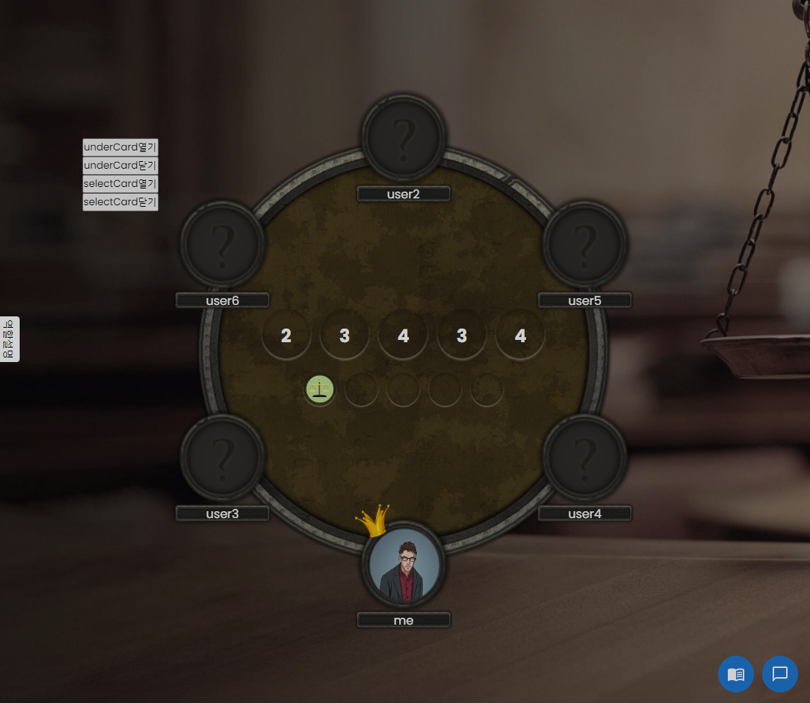 underCard열기
underCard닫기
selectCard열기
selectCard닫기
?
user2
?
user6
?
user5
2 3 4 3 4
?
user3
?
user4
me